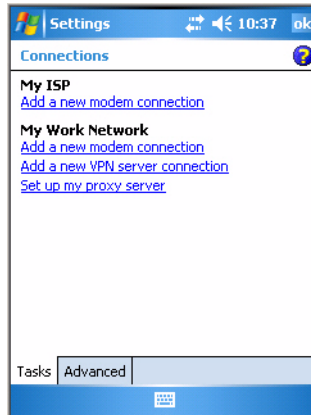 Settings 10:37 ok
Connections
My ISP
Add a new modem connection
My Work Network
Add a new modem connection
Add a new VPN server connection
Set up my proxy server
Tasks Advanced